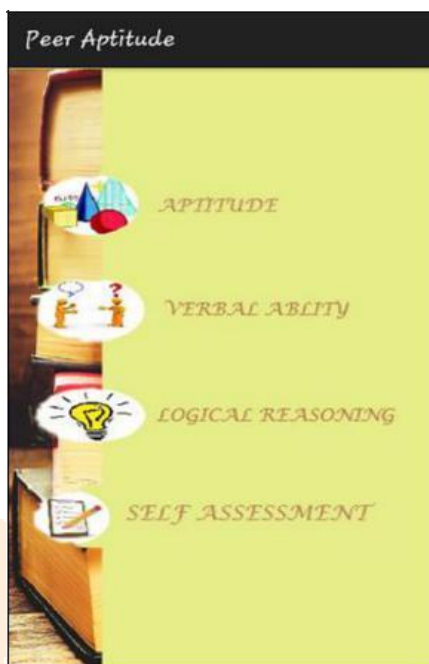 Peer Aptitude
APTITUDE
VERBAL ABLITY
LOGICAL REASONING
SELF ASSESSMENT